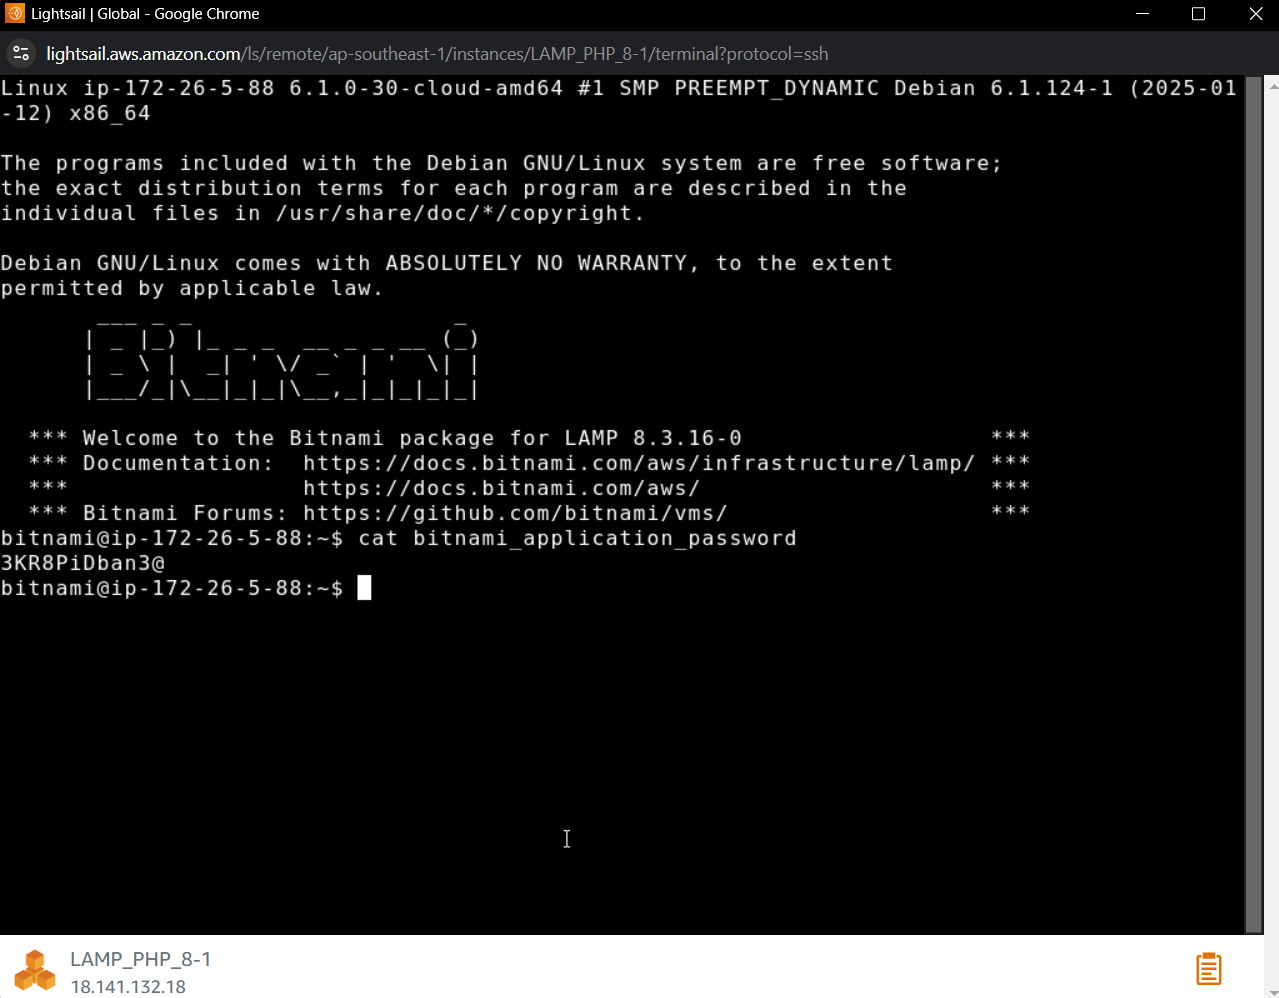 Lightsail | Global - Google Chrome
lightsail.aws.amazon.com/ls/remote/ap-southeast-1/instances/LAMP_PHP_8-1/terminal?protocol=ssh
Linux ip-172-26-5-88 6.1.0-30-cloud-amd64 #1 SMP PREEMPT_DYNAMIC Debian 6.1.124-1 (2025-01
-12) x86_64
The programs included with the Debian GNU/Linux system are free software;
the exact distribution terms for each program are described in the
individual files in /usr/share/doc/*/copyright.
Debian GNU/Linux comes with ABSOLUTELY NO WARRANTY, to the extent
permitted by applicable law.
Bitnami
*** Welcome to the Bitnami package for LAMP 8.3.16-0 ***
*** Documentation: https://docs.bitnami.com/aws/infrastructure/lamp/ ***
*** https://docs.bitnami.com/aws/ ***
*** Bitnami Forums: https://github.com/bitnami/vms/ ***
bitnami@ip-172-26-5-88:~$ cat bitnami_application_password
3KR8PiDban3@
bitnami@ip-172-26-5-88:~$
LAMP_PHP_8-1
18.141.132.18